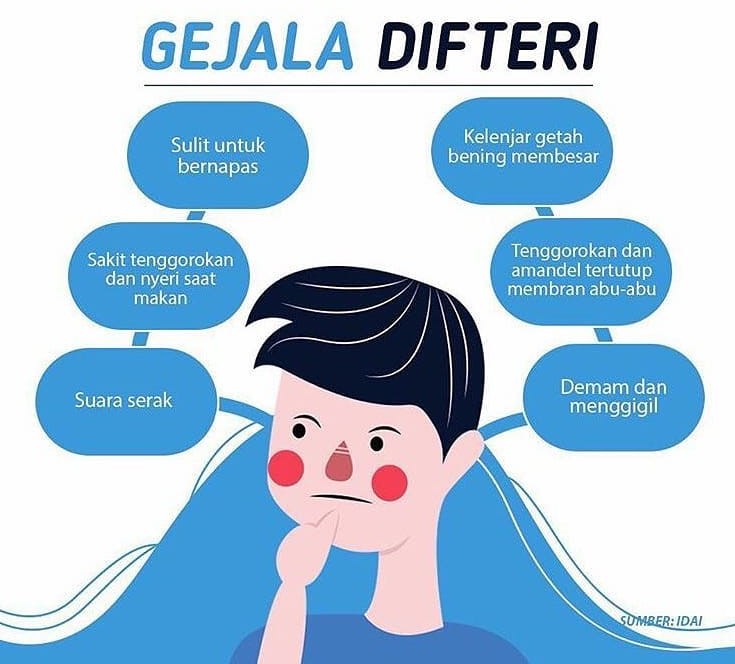 GEJALA DIFTERI
Sulit untuk
bernapas
Kelenjar getah
bening membesar
Sakit tenggorokan
dan nyeri saat
makan
Tenggorokan dan
amandel tertutup
membran abu-abu
Suara serak
Demam dan
menggigil
SUMBER: IDAI